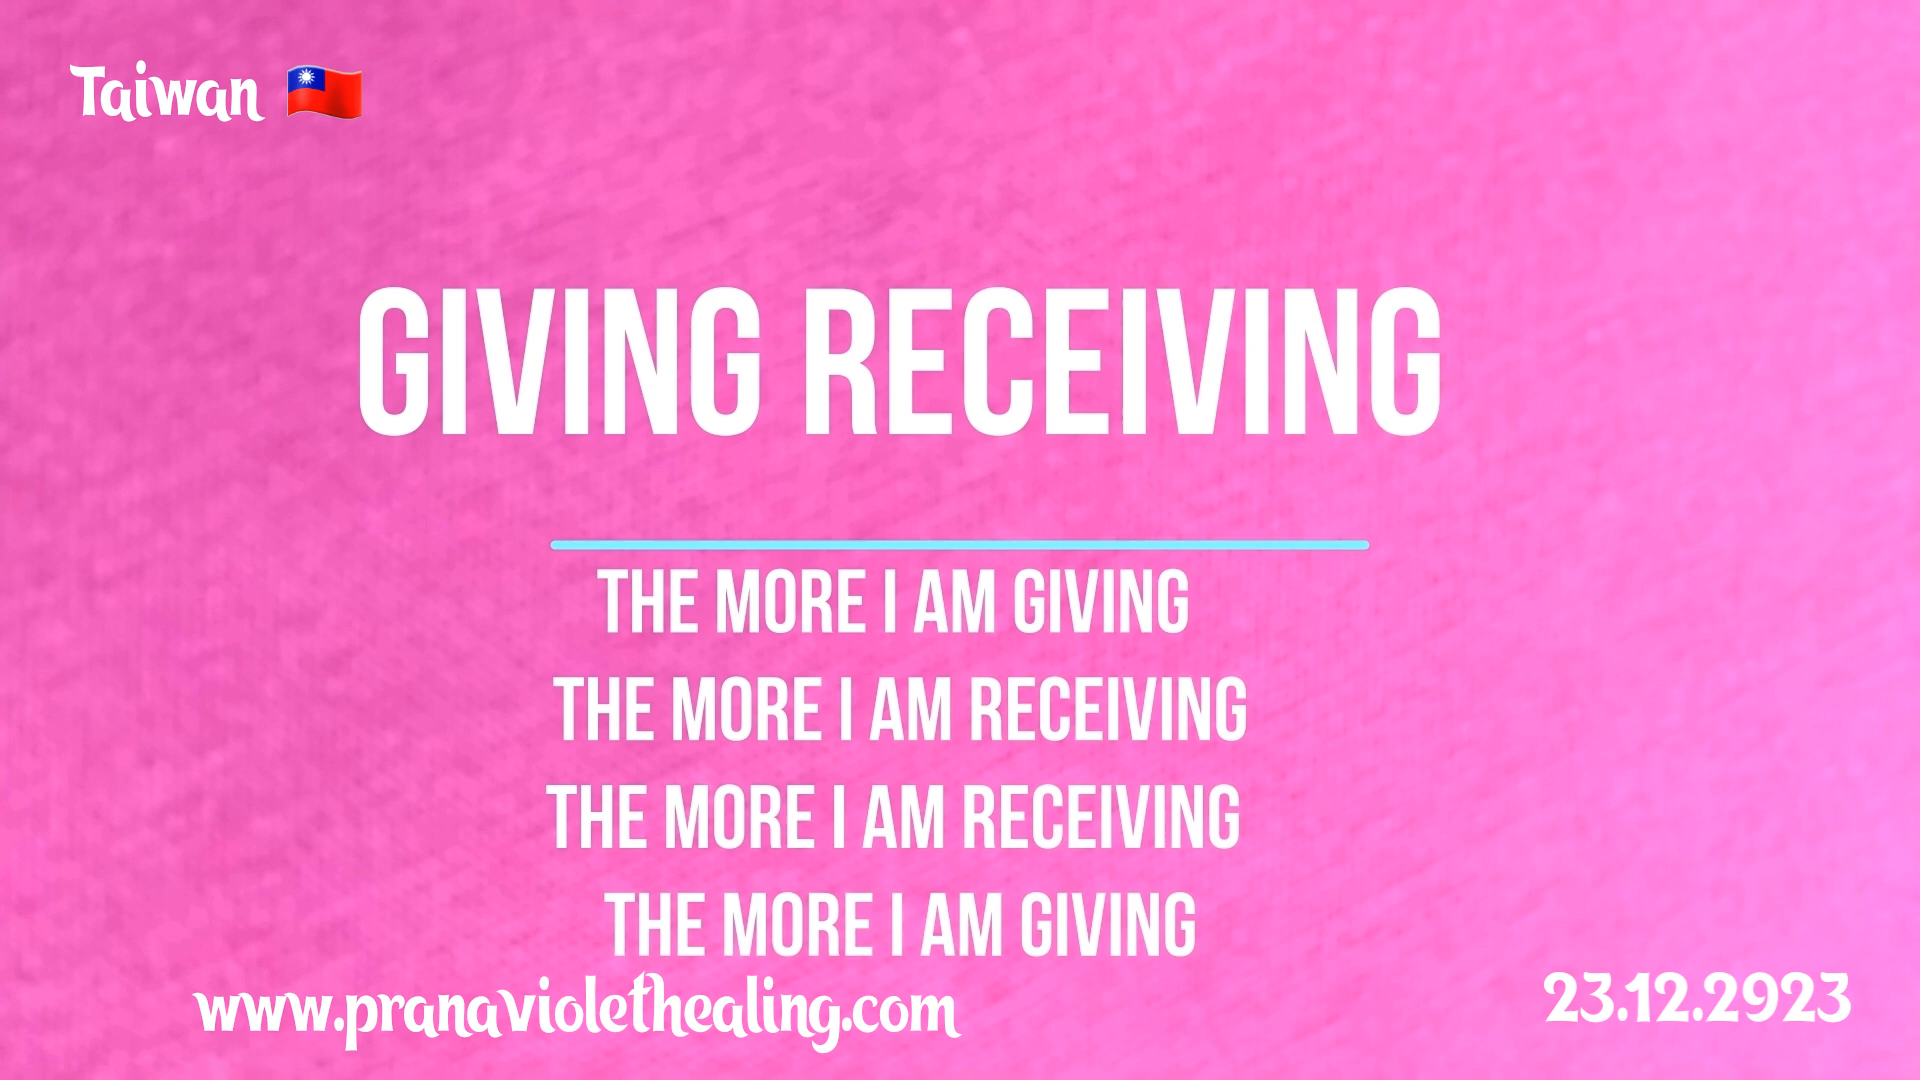 Taiwan 🇹🇼
GIVING RECEIVING
THE MORE I AM GIVING
THE MORE I AM RECEIVING
THE MORE I AM RECEIVING
THE MORE I AM GIVING
www.pranaviolethealing.com
23.12.2923